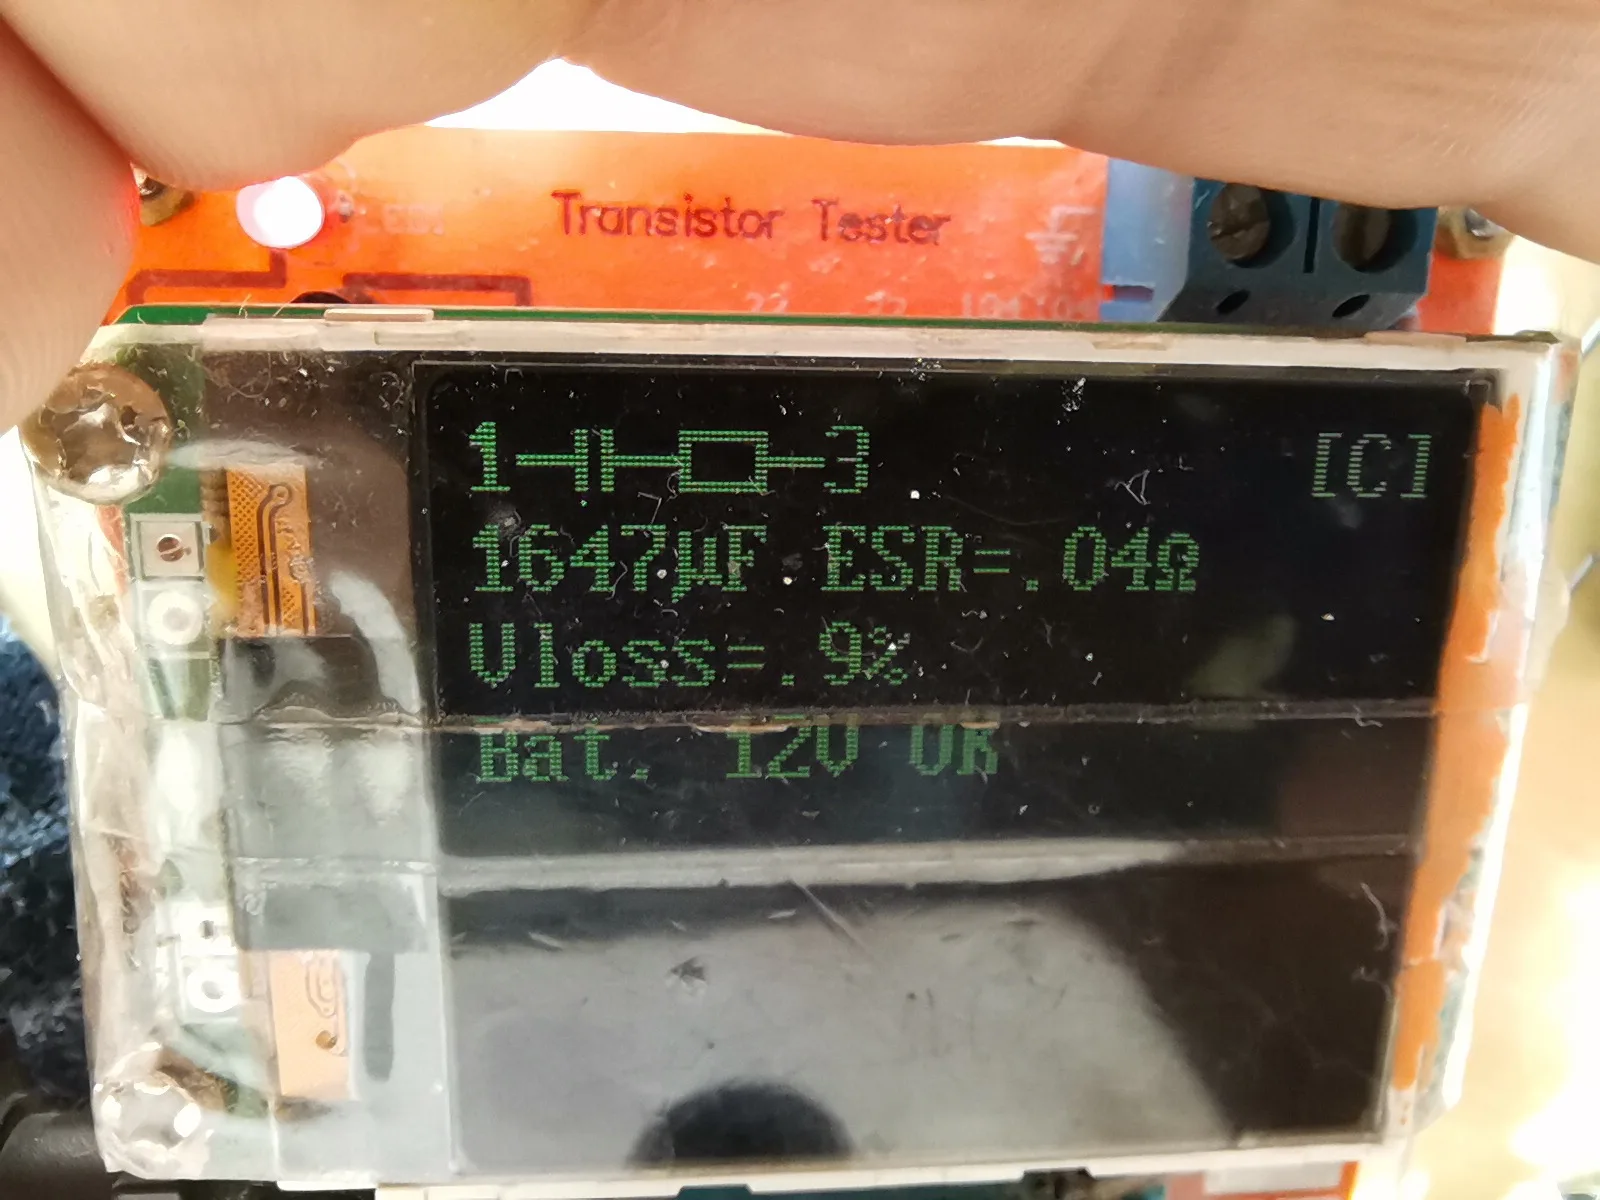 Transistor Tester
1 3 [C]
1647µF ESR=.04Ω
Vloss=.9%
Bat. 12V OK